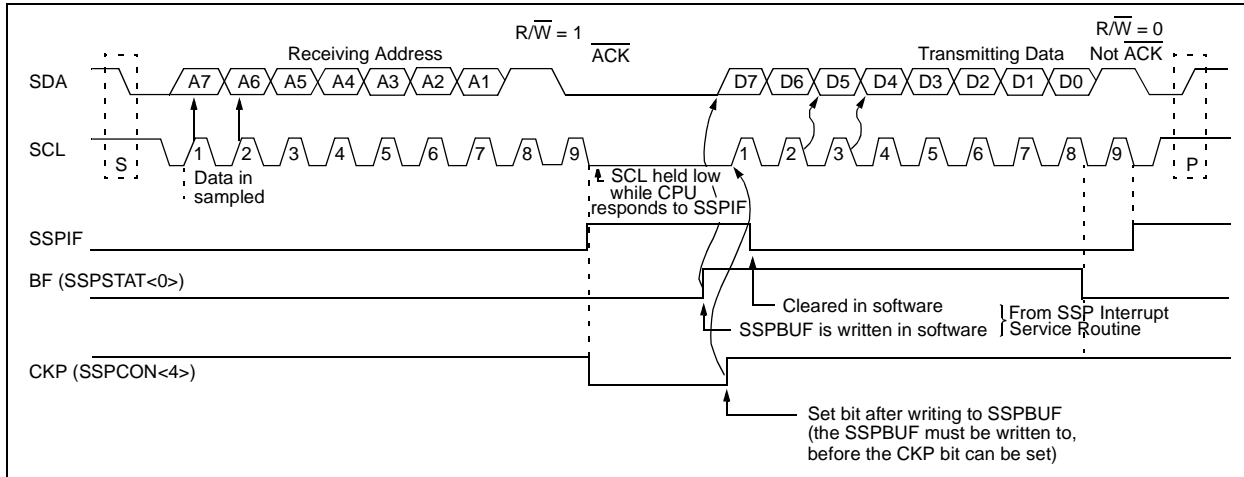 R/W = 1
R/W = 0
Receiving Address
ACK
Transmitting Data
Not ACK
SDA
A7 A6 A5 A4 A3 A2 A1
D7 D6 D5 D4 D3 D2 D1 D0
SCL
S
1 2 3 4 5 6 7 8 9
1 2 3 4 5 6 7 8 9
P
Data in
sampled
SCL held low
while CPU
responds to SSPIF
SSPIF
BF (SSPSTAT<0>)
Cleared in software
SSPBUF is written in software
From SSP Interrupt
Service Routine
CKP (SSPCON<4>)
Set bit after writing to SSPBUF
(the SSPBUF must be written to,
before the CKP bit can be set)